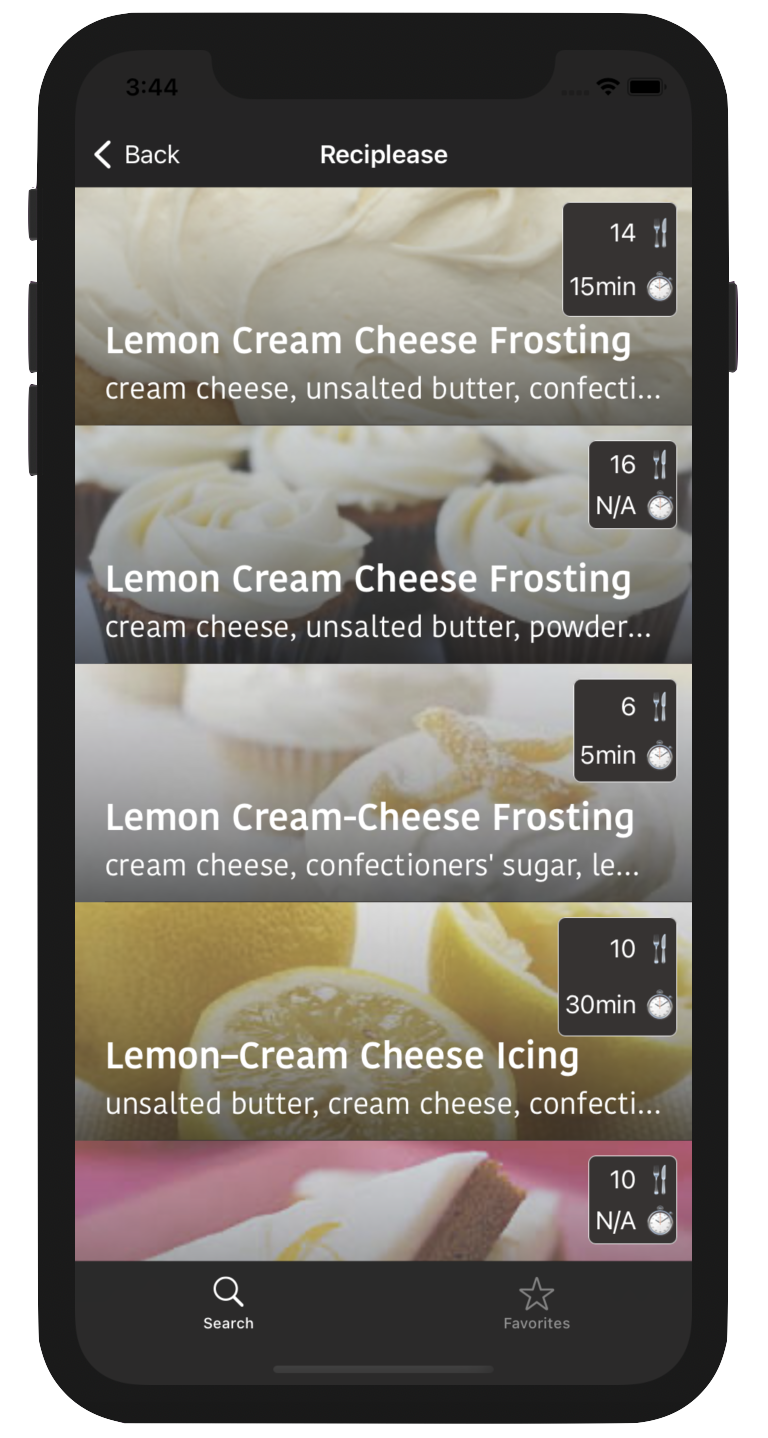 3:44
Back
Reciplease
14
15min
Lemon Cream Cheese Frosting
cream cheese, unsalted butter, confecti...
16
N/A
Lemon Cream Cheese Frosting
cream cheese, unsalted butter, powder...
6
5min
Lemon Cream-Cheese Frosting
cream cheese, confectioners' sugar, le...
10
30min
Lemon–Cream Cheese Icing
unsalted butter, cream cheese, confecti...
10
N/A
Search
Favorites